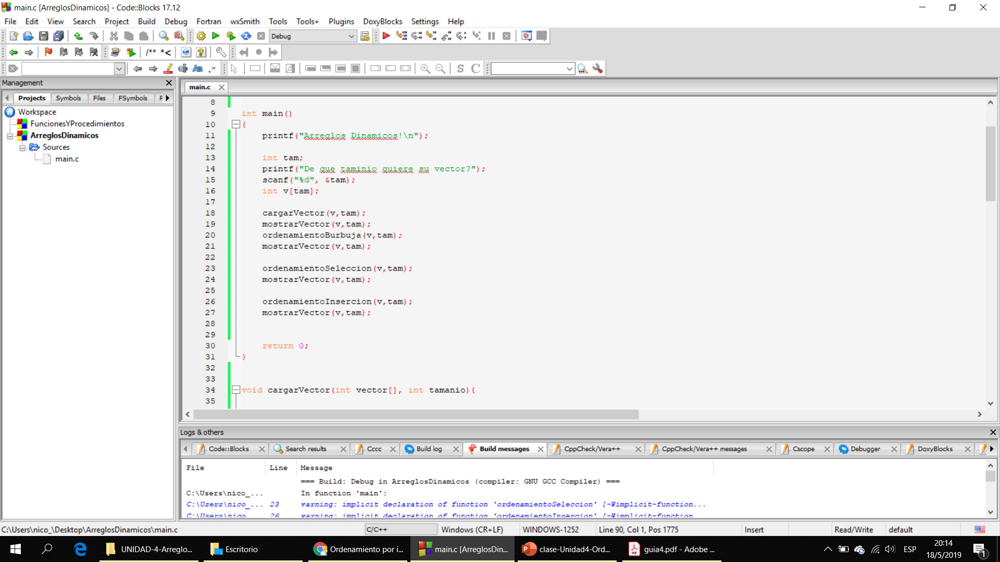 main.c [ArreglosDinamicos] - Code::Blocks 17.12
File Edit View Search Project Build Debug Fortran wxSmith Tools Tools+ Plugins DoxyBlocks Settings Help
Debug
/** *<
S C
Management
main.c
Projects Symbols Files FSymbols
Workspace
FuncionesYProcedimientos
ArreglosDinamicos
Sources
main.c
8
9 int main()
10 {
11 printf("Arreglos Dinamicos!\n");
12
13 int tam;
14 printf("De que taminio quiere su vector?");
15 scanf("%d", &tam);
16 int v[tam];
17
18 cargarVector(v,tam);
19 mostrarVector(v,tam);
20 ordenamientoBurbuja(v,tam);
21 mostrarVector(v,tam);
22
23 ordenamientoSeleccion(v,tam);
24 mostrarVector(v,tam);
25
26 ordenamientoInsercion(v,tam);
27 mostrarVector(v,tam);
28
29
30 return 0;
31 }
32
33
34 void cargarVector(int vector[], int tamanio){
35
Logs & others
Code::Blocks Search results Cccc Build log Build messages CppCheck/Vera++ CppCheck/Vera++ messages Cscope Debugger DoxyBlocks
File Line Message
=== Build: Debug in ArreglosDinamicos (compiler: GNU GCC Compiler) ===
C:\Users\nico_... In function 'main':
C:\Users\nico_... 23 warning: implicit declaration of function 'ordenamientoSeleccion' [-Wimplicit-function...
C:\Users\nico 26 warning: implicit declaration of function 'ordenamientoInsercion' [-Wimplicit-function
C:\Users\nico_\Desktop\ArreglosDinamicos\main.c C/C++ Windows (CR+LF) WINDOWS-1252 Line 90, Col 1, Pos 1775 Insert Read/Write default
UNIDAD-4-Arreglo... Escritorio Ordenamiento por i... main.c [ArreglosDin... clase-Unidad4-Ord... guia4.pdf - Adobe ... ESP
20:14
18/5/2019
1